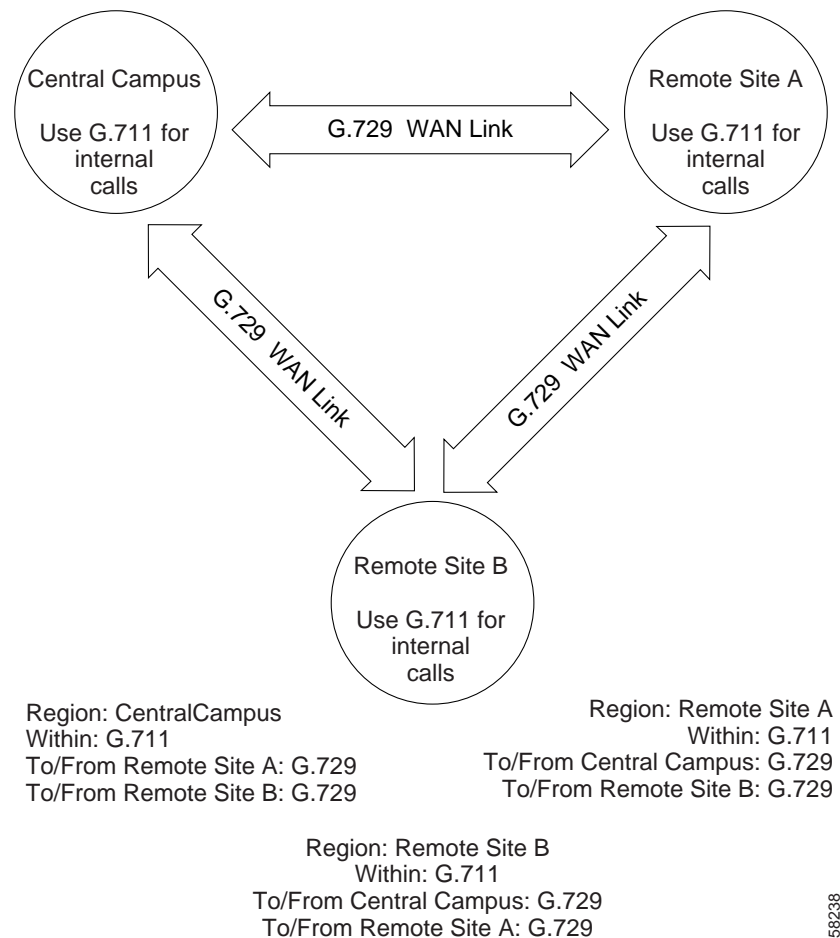 Central Campus
Use G.711 for
internal
calls
G.729 WAN Link
Remote Site A
Use G.711 for
internal
calls
G.729 WAN Link
G.729 WAN Link
Remote Site B
Use G.711 for
internal
calls
Region: CentralCampus
Within: G.711
To/From Remote Site A: G.729
To/From Remote Site B: G.729
Region: Remote Site A
Within: G.711
To/From Central Campus: G.729
To/From Remote Site B: G.729
Region: Remote Site B
Within: G.711
To/From Central Campus: G.729
To/From Remote Site A: G.729
58238